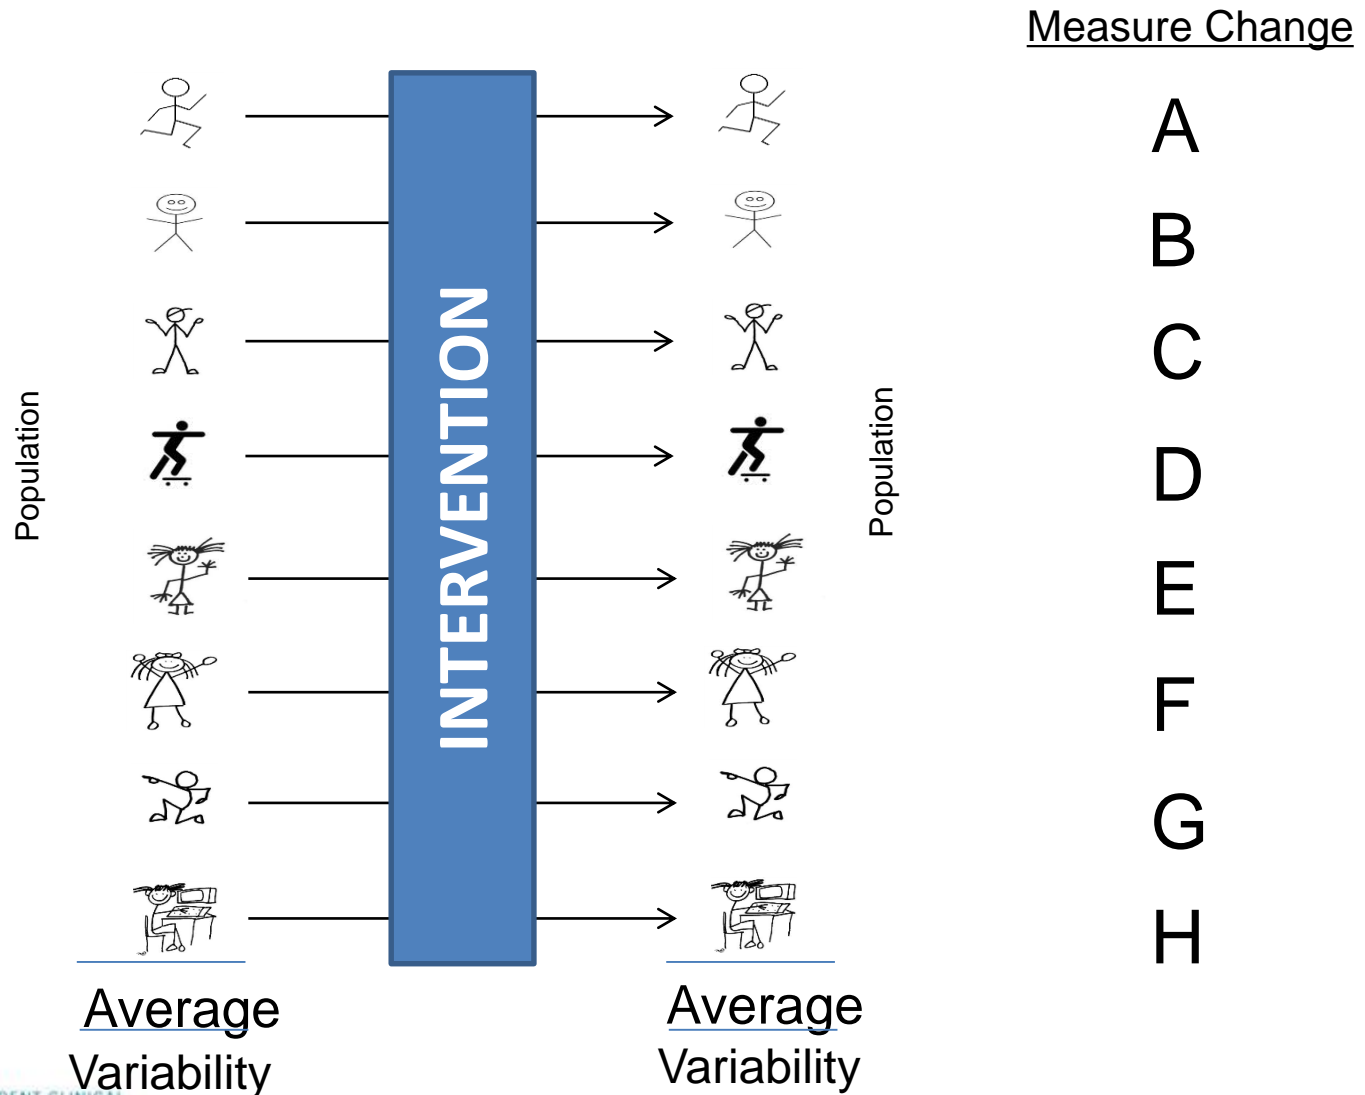 Measure Change
A
B
C
D
E
F
G
H
Population
INTERVENTION
Population
Average
Variability
Average
Variability